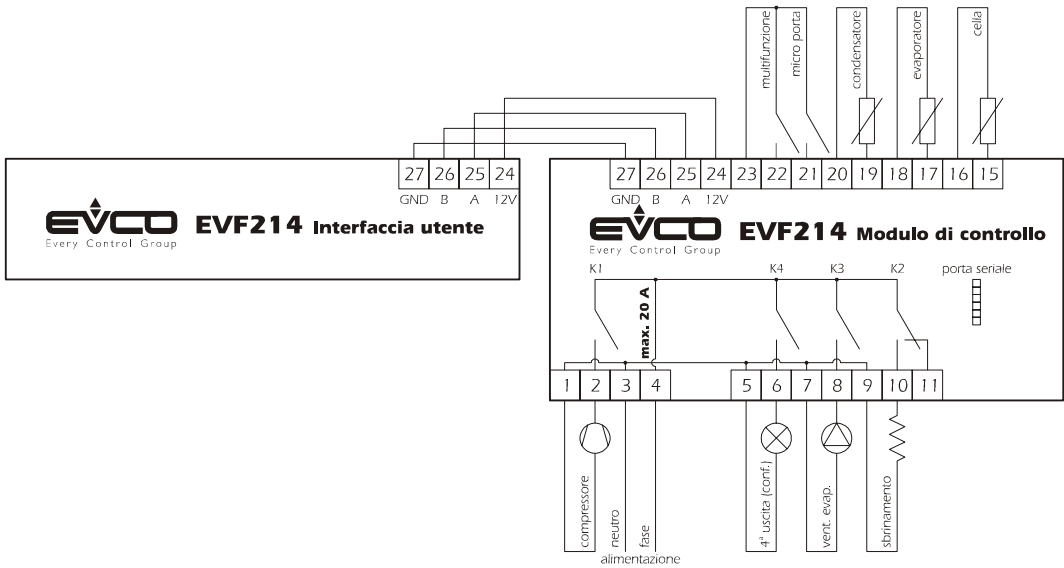 multifunzione
micro porta
condensatore
evaporatore
cella
27 26 25 24
GND B A 12V
EVCO
Every Control Group
EVF214 Interfaccia utente
27 26 25 24 23 22 21 20 19 18 17 16 15
GND B A 12V
EVCO
Every Control Group
EVF214 Modulo di controllo
K1 K4 K3 K2 porta seriale
max. 20 A
1 2 3 4 5 6 7 8 9 10 11
compressore
neutro
fase
alimentazione
4ª uscita (conf.)
vent. evap.
sbrinamento